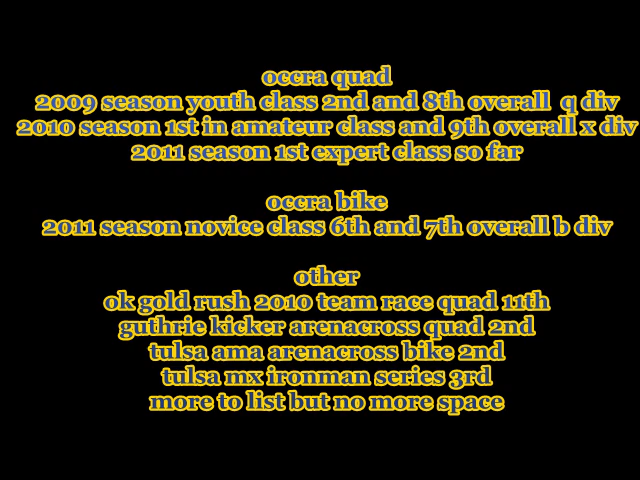 occra quad
2009 season youth class 2nd and 8th overall q div
2010 season 1st in amateur class and 9th overall x div
2011 season 1st expert class so far
occra bike
2011 season novice class 6th and 7th overall b div
other
ok gold rush 2010 team race quad 11th
guthrie kicker arenacross quad 2nd
tulsa ama arenacross bike 2nd
tulsa mx ironman series 3rd
more to list but no more space